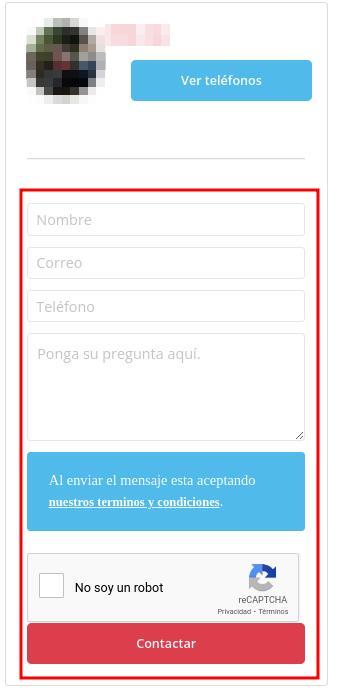 Ver teléfonos
Nombre
Correo
Teléfono
Ponga su pregunta aquí.
Al enviar el mensaje esta aceptando
nuestros terminos y condiciones.
No soy un robot
reCAPTCHA
Privacidad - Términos
Contactar